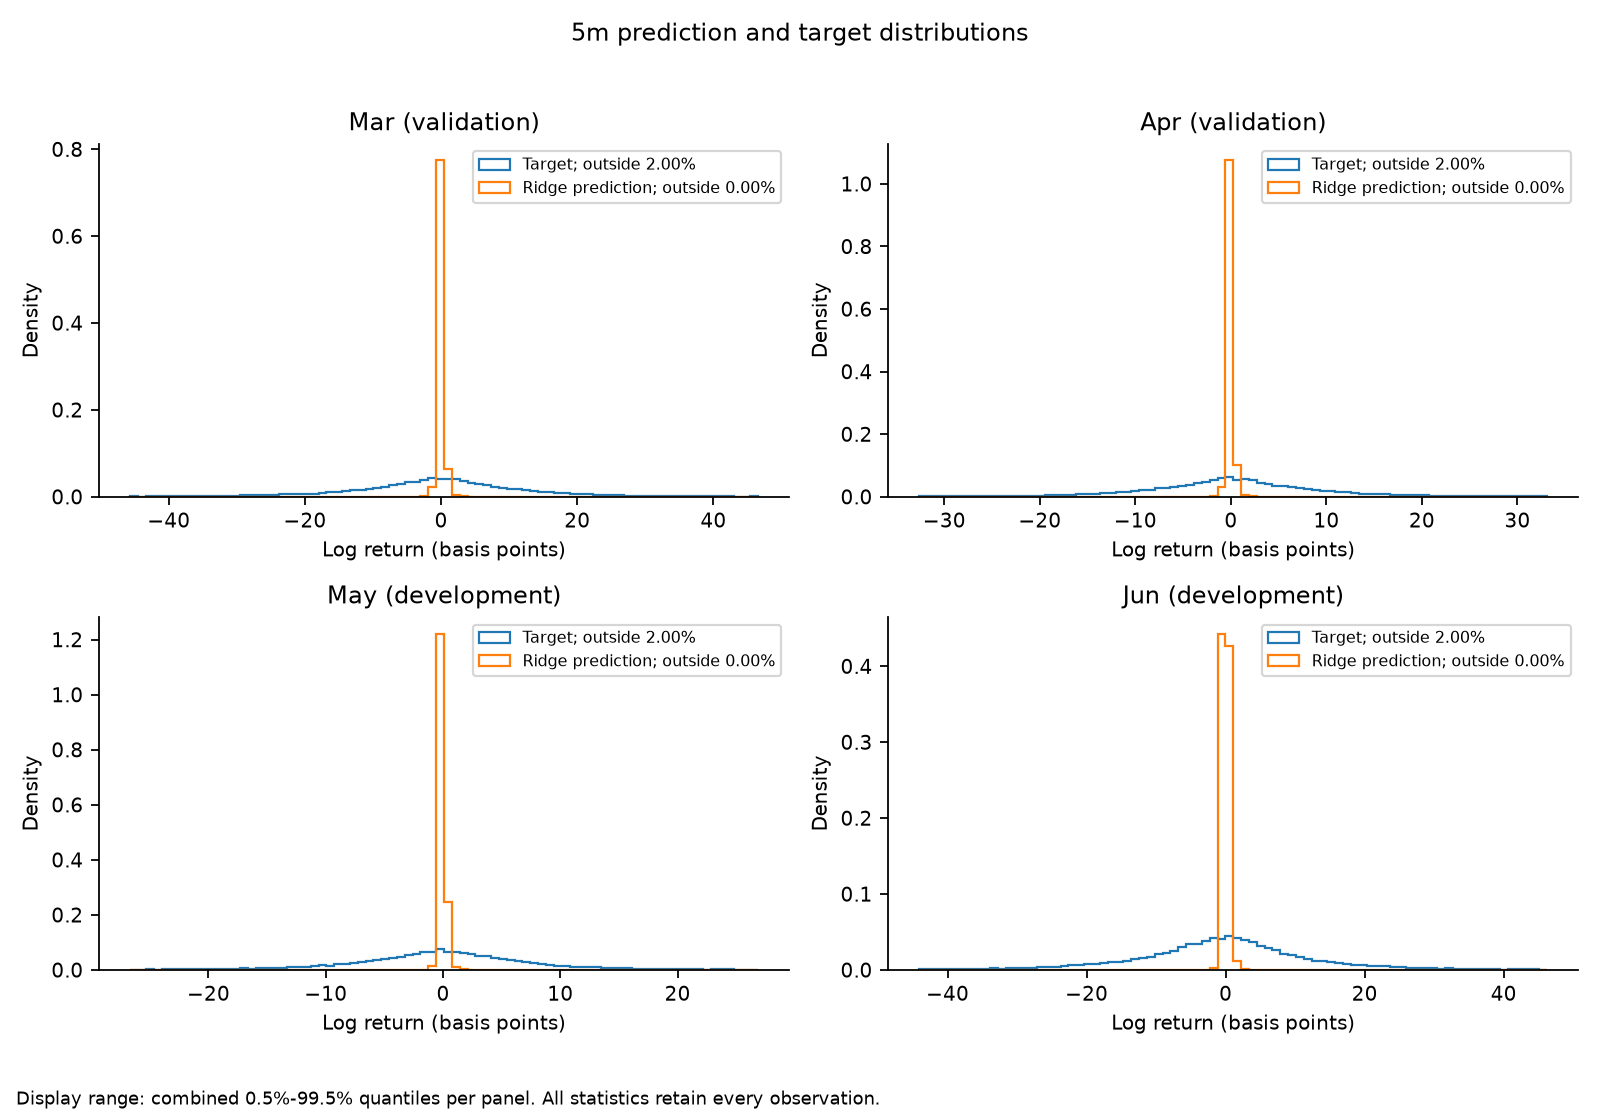 5m prediction and target distributions
Mar (validation)
Target; outside 2.00%
Ridge prediction; outside 0.00%
0.8
0.6
0.4
0.2
0.0
Density
−40
−20
0
20
40
Log return (basis points)
Apr (validation)
Target; outside 2.00%
Ridge prediction; outside 0.00%
1.0
0.8
0.6
0.4
0.2
0.0
Density
−30
−20
−10
0
10
20
30
Log return (basis points)
May (development)
Target; outside 2.00%
Ridge prediction; outside 0.00%
1.2
1.0
0.8
0.6
0.4
0.2
0.0
Density
−20
−10
0
10
20
Log return (basis points)
Jun (development)
Target; outside 2.00%
Ridge prediction; outside 0.00%
0.4
0.3
0.2
0.1
0.0
Density
−40
−20
0
20
40
Log return (basis points)
Display range: combined 0.5%-99.5% quantiles per panel. All statistics retain every observation.